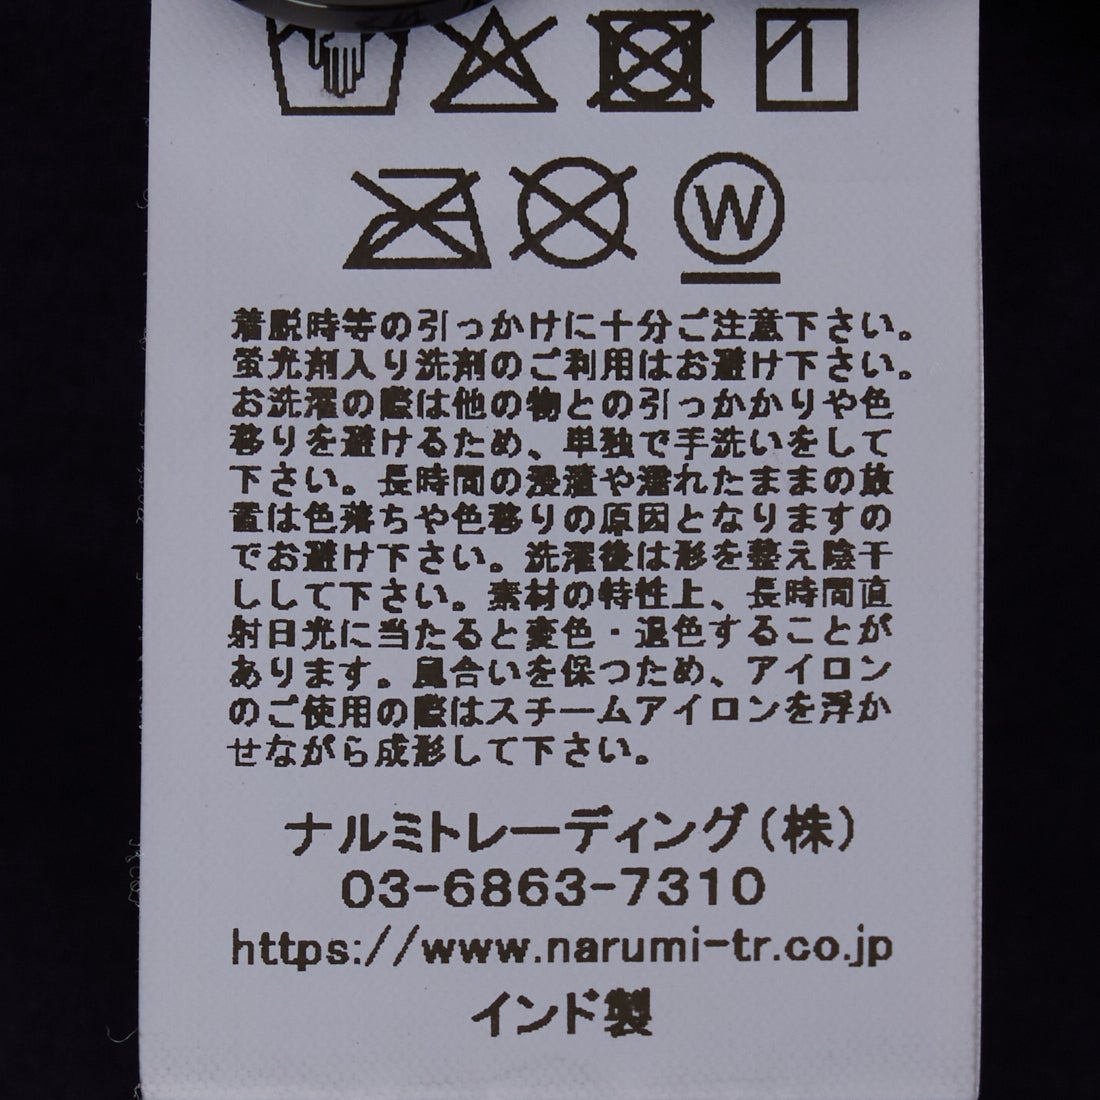 W
着脱時等の引っかけに十分ご注意下さい。
蛍光剤入り洗剤のご利用はお避け下さい。
お洗濯の際は他の物との引っかかりや色
移りを避けるため、単独で手洗いをして
下さい。長時間の浸漬や濡れたままの放
置は色落ちや色移りの原因となりますの
でお避け下さい。洗濯後は形を整え陰干
しして下さい。素材の特性上、長時間直
射日光に当たると変色・退色することが
あります。風合いを保つため、アイロン
のご使用の際はスチームアイロンを浮か
せながら成形して下さい。
ナルミトレーディング(株)
03-6863-7310
https://www.narumi-tr.co.jp
インド製